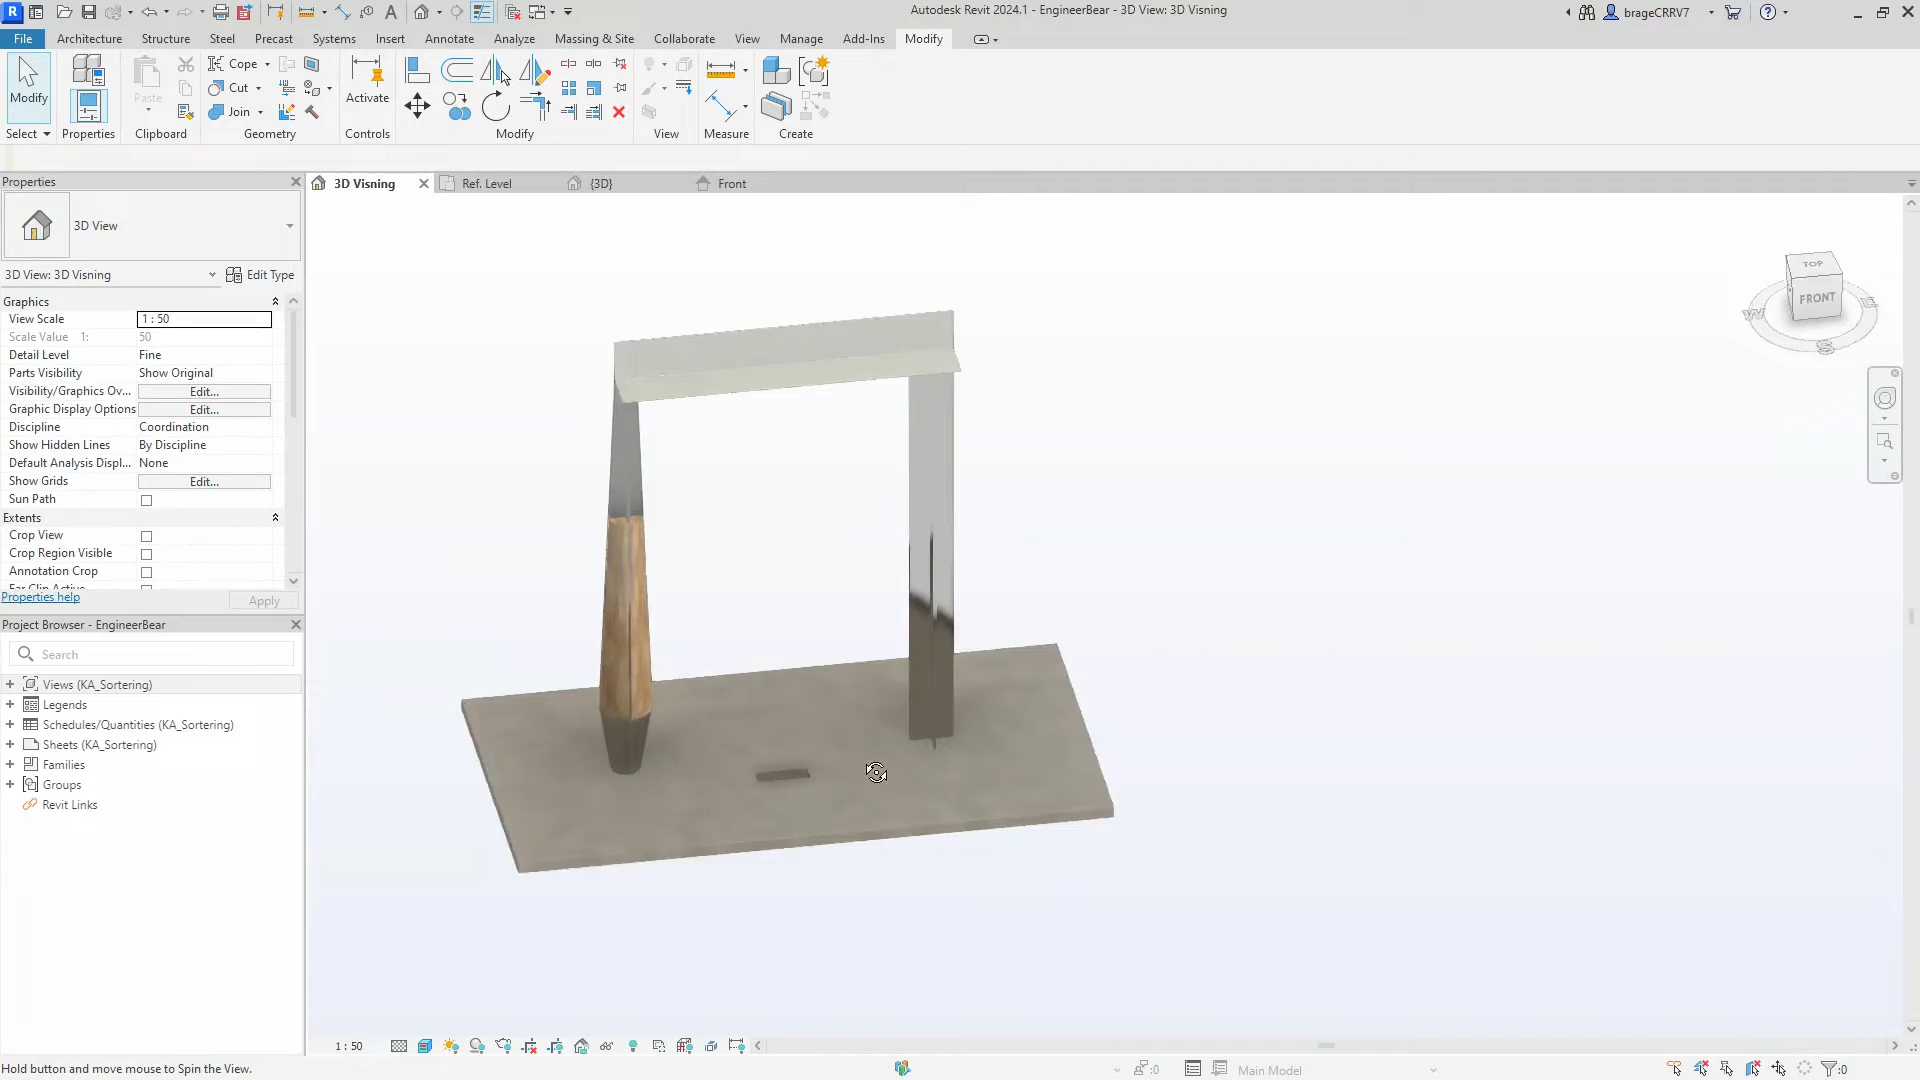 R
A
Autodesk Revit 2024.1 - EngineerBear - 3D View: 3D Visning
brageCRRV7
File
Architecture
Structure
Steel
Precast
Systems
Insert
Annotate
Analyze
Massing & Site
Collaborate
View
Manage
Add-Ins
Modify
Modify
Paste
Cope
Cut
Join
Activate
Select
Properties
Clipboard
Geometry
Controls
Modify
View
Measure
Create
Properties
3D Visning
Ref. Level
{3D}
Front
3D View
3D View: 3D Visning
Edit Type
Graphics
View Scale
1 : 50
Scale Value 1:
50
Detail Level
Fine
Parts Visibility
Show Original
Visibility/Graphics Ov...
Edit...
Graphic Display Options
Edit...
Discipline
Coordination
Show Hidden Lines
By Discipline
Default Analysis Displ...
None
Show Grids
Edit...
Sun Path
Extents
Crop View
Crop Region Visible
Annotation Crop
Far Clip Active
Properties help
Apply
TOP
FRONT
W
E
S
Project Browser - EngineerBear
Search
Views (KA_Sortering)
Legends
Schedules/Quantities (KA_Sortering)
Sheets (KA_Sortering)
Families
Groups
Revit Links
1 : 50
Hold button and move mouse to Spin the View.
:0
Main Model
:0